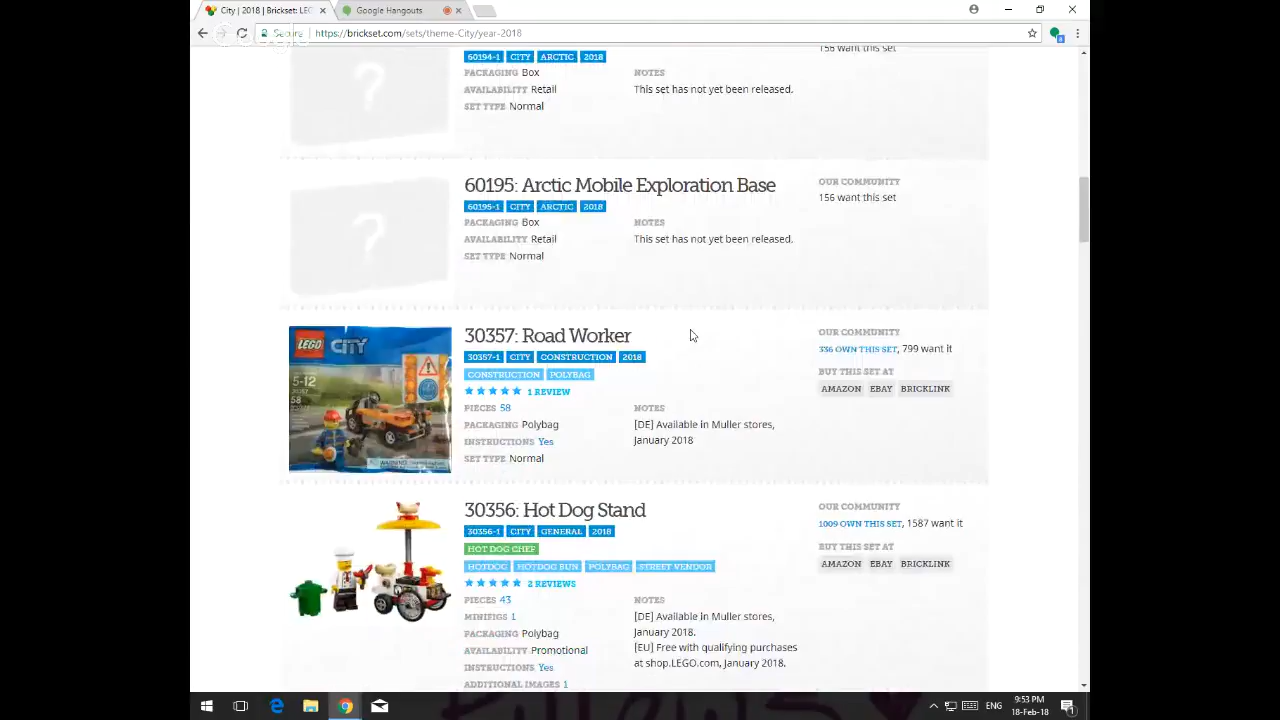 City | 2018 | Brickset: LEG
Google Hangouts
Secure
https://brickset.com/sets/theme-City/year-2018
60194-1 CITY ARCTIC 2018
156 want this set
PACKAGING Box
NOTES
AVAILABILITY Retail
This set has not yet been released.
SET TYPE Normal
60195: Arctic Mobile Exploration Base
OUR COMMUNITY
60195-1 CITY ARCTIC 2018
156 want this set
PACKAGING Box
NOTES
AVAILABILITY Retail
This set has not yet been released.
SET TYPE Normal
LEGO CITY
5-12
30357
58
30357: Road Worker
OUR COMMUNITY
30357-1 CITY CONSTRUCTION 2018
336 OWN THIS SET, 799 want it
CONSTRUCTION POLYBAG
BUY THIS SET AT
1 REVIEW
AMAZON EBAY BRICKLINK
PIECES 58
NOTES
PACKAGING Polybag
[DE] Available in Muller stores,
INSTRUCTIONS Yes
January 2018
SET TYPE Normal
30356: Hot Dog Stand
OUR COMMUNITY
30356-1 CITY GENERAL 2018
1009 OWN THIS SET, 1587 want it
HOT DOG CHEF
BUY THIS SET AT
HOTDOG HOTDOG BUN POLYBAG STREET VENDOR
AMAZON EBAY BRICKLINK
2 REVIEWS
PIECES 43
NOTES
MINIFIGS 1
[DE] Available in Muller stores,
PACKAGING Polybag
January 2018.
AVAILABILITY Promotional
[EU] Free with qualifying purchases
INSTRUCTIONS Yes
at shop.LEGO.com, January 2018.
ADDITIONAL IMAGES 1
ENG
9:53 PM
18-Feb-18